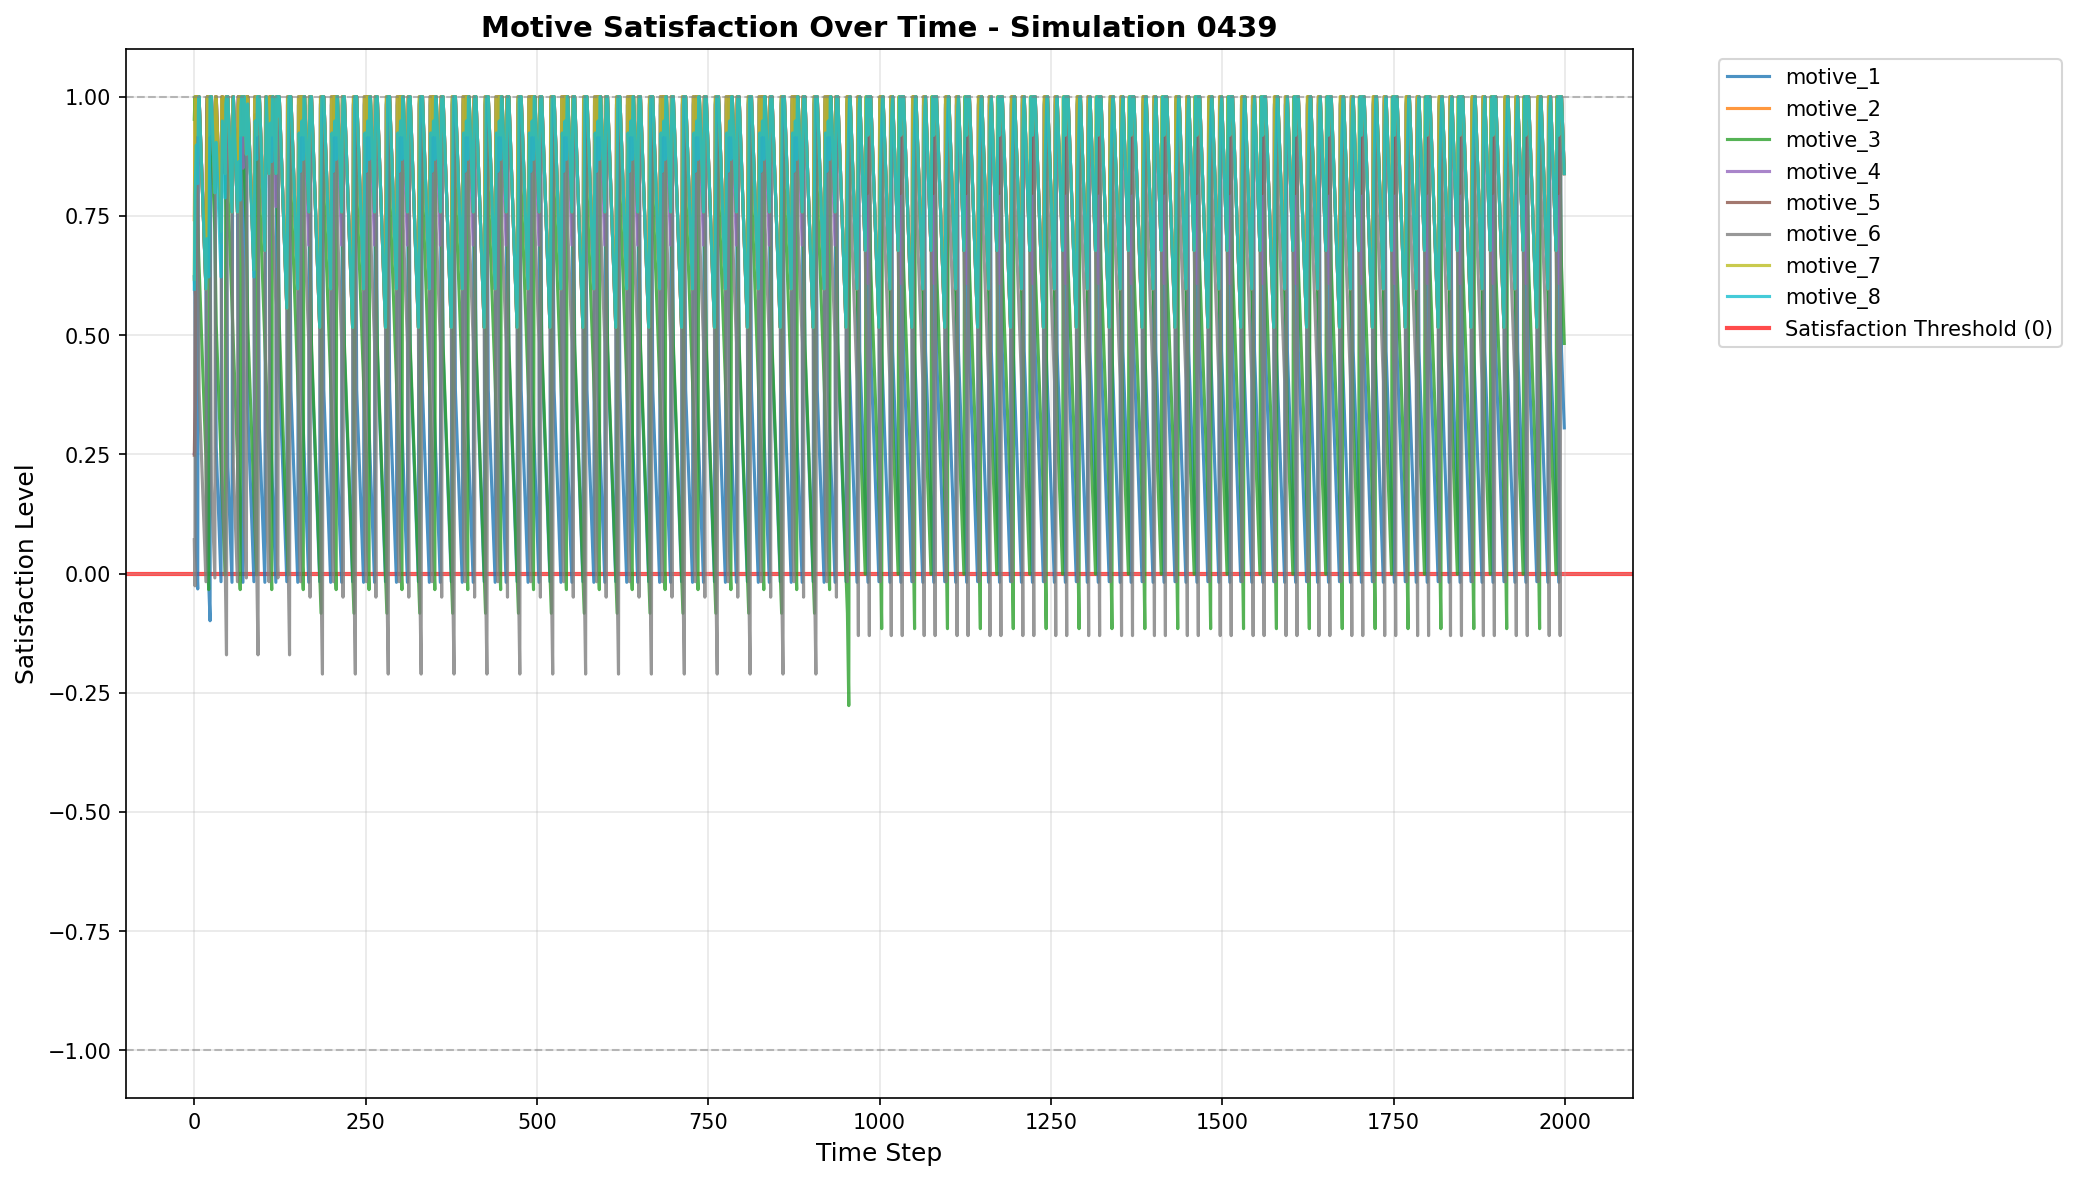 Motive Satisfaction Over Time - Simulation 0439
Satisfaction Level
1.00
0.75
0.50
0.25
0.00
−0.25
−0.50
−0.75
−1.00
0
250
500
750
1000
1250
1500
1750
2000
Time Step
motive_1
motive_2
motive_3
motive_4
motive_5
motive_6
motive_7
motive_8
Satisfaction Threshold (0)